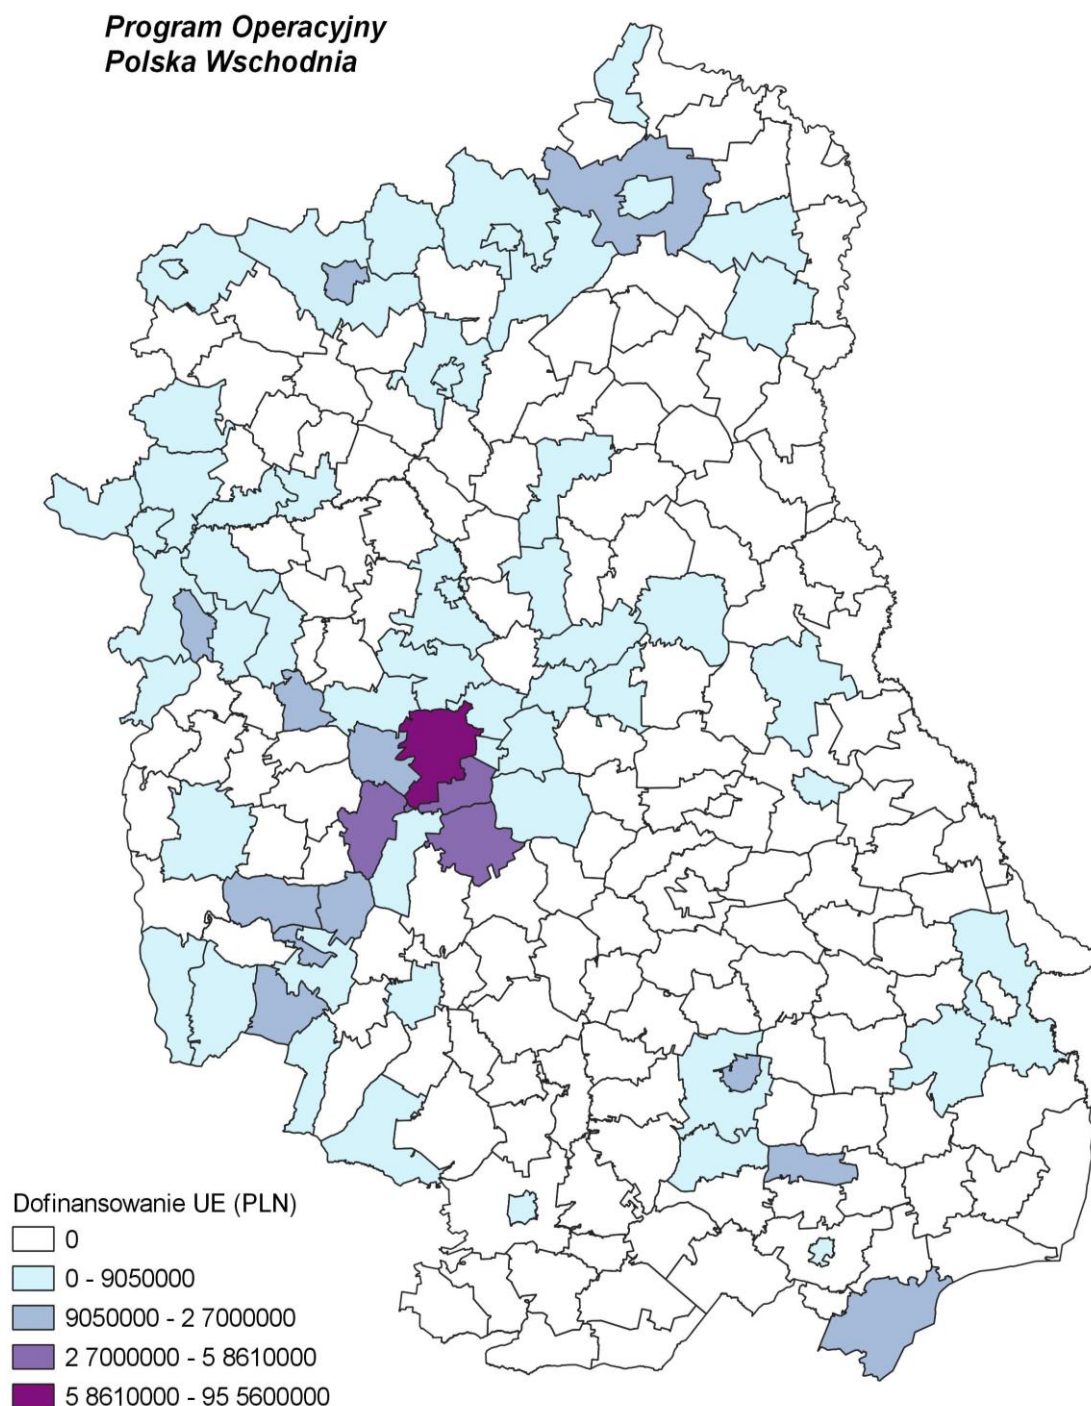 Program Operacyjny
Polska Wschodnia
Dofinansowanie UE (PLN)
0
0 - 9050000
9050000 - 2 7000000
2 7000000 - 5 8610000
5 8610000 - 95 5600000